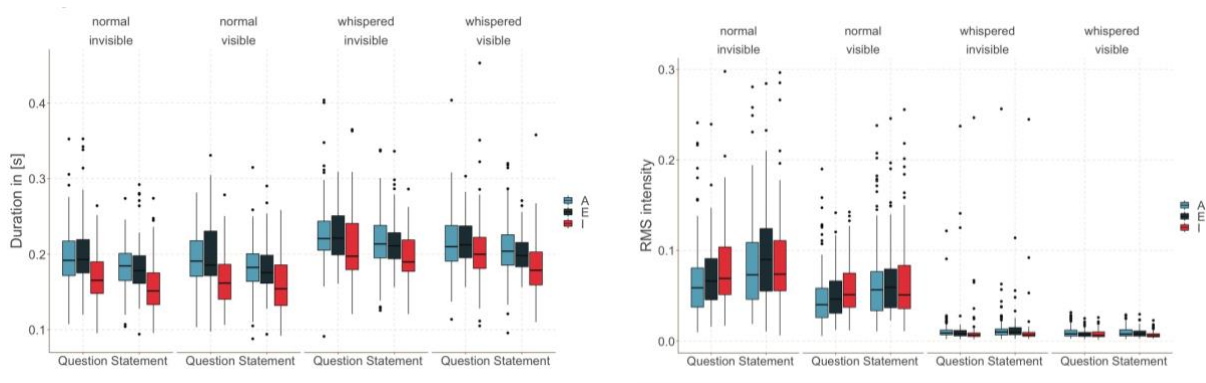 normal normal whispered whispered
invisible visible invisible visible
0.4
0.3
0.2
0.1
Duration in [s]
Question Statement Question Statement Question Statement Question Statement
A
E
I
normal normal whispered whispered
invisible visible invisible visible
0.3
0.2
0.1
0.0
RMS intensity
Question Statement Question Statement Question Statement Question Statement
A
E
I